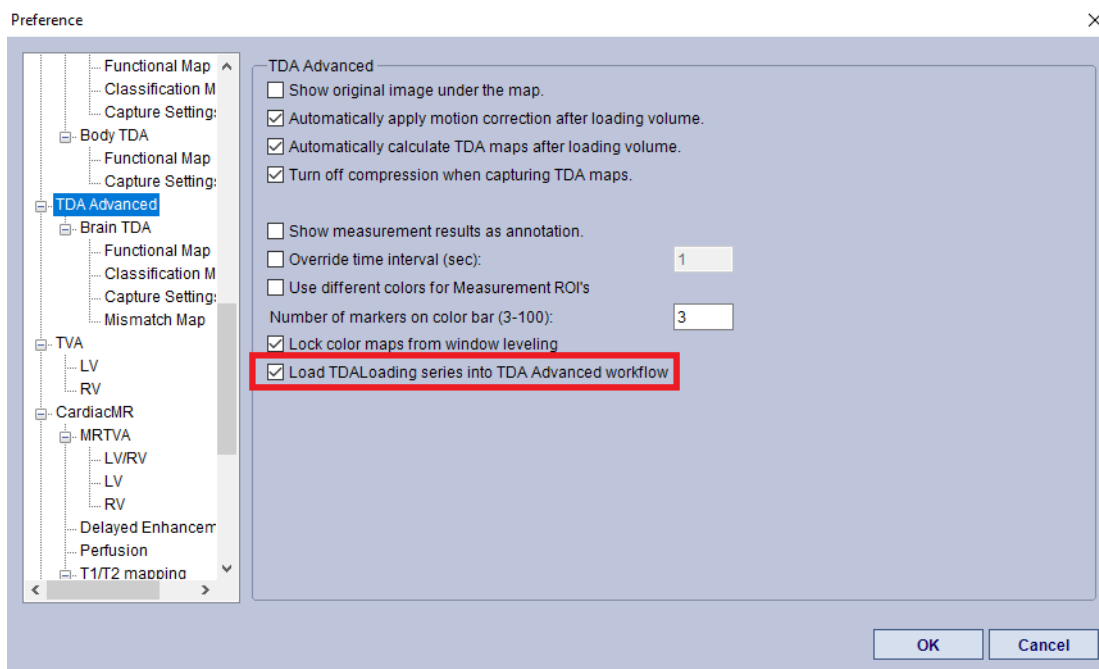 Preference
Functional Map
Classification M
Capture Setting
Body TDA
Functional Map
Capture Setting
TDA Advanced
Brain TDA
Functional Map
Classification M
Capture Setting
Mismatch Map
TVA
LV
RV
CardiacMR
MRTVA
LV/RV
LV
RV
Delayed Enhancem
Perfusion
T1/T2 mapping
TDA Advanced
Show original image under the map.
Automatically apply motion correction after loading volume.
Automatically calculate TDA maps after loading volume.
Turn off compression when capturing TDA maps.
Show measurement results as annotation.
Override time interval (sec): 1
Use different colors for Measurement ROI's
Number of markers on color bar (3-100): 3
Lock color maps from window leveling
Load TDALoading series into TDA Advanced workflow
OK Cancel